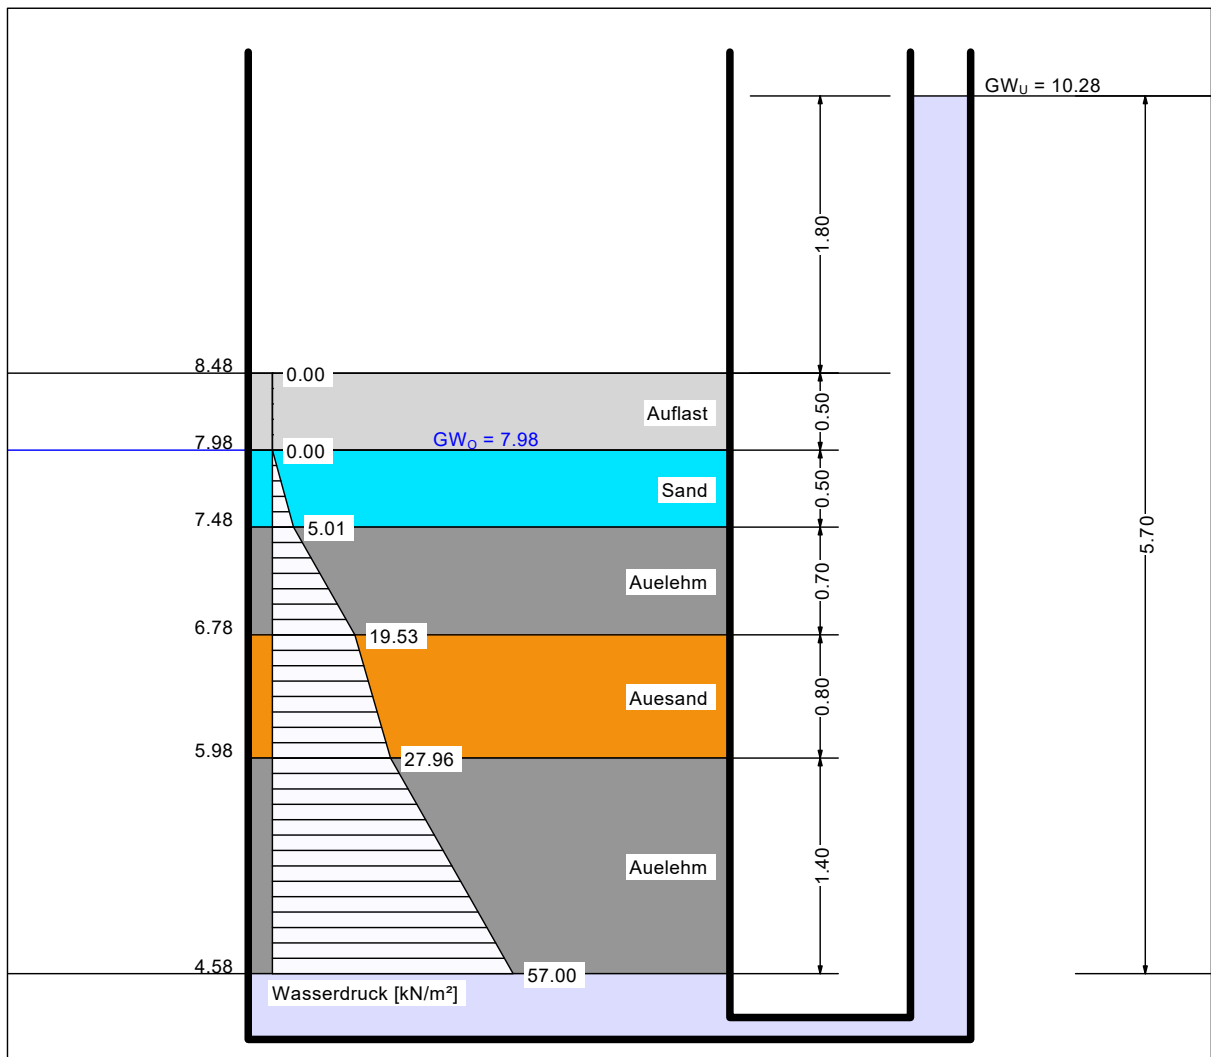 GWU = 10.28
1.80
8.48
0.00
Auflast
0.50
7.98
GWO = 7.98
0.00
Sand
0.50
7.48
5.01
5.70
Auelehm
0.70
6.78
19.53
Auesand
0.80
5.98
27.96
Auelehm
1.40
4.58
57.00
Wasserdruck [kN/m²]